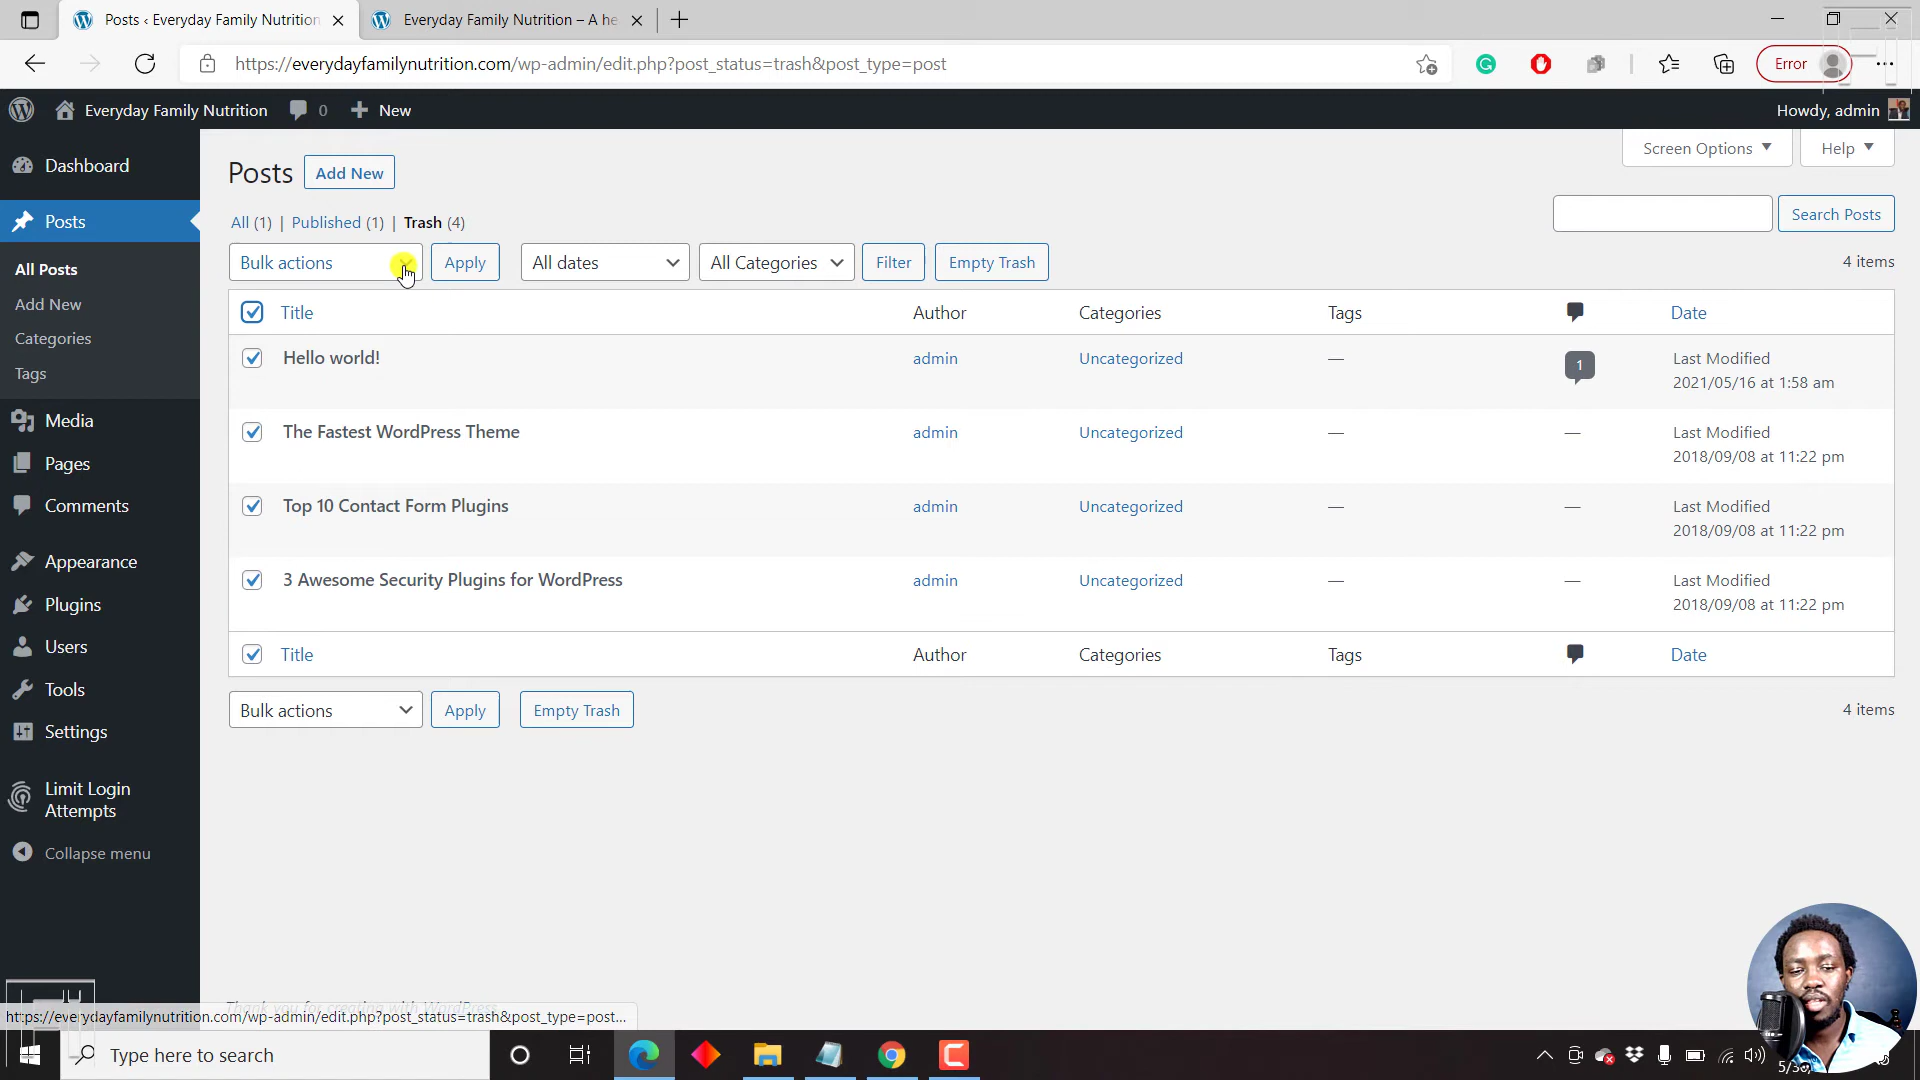 Posts ‹ Everyday Family Nutrition
Everyday Family Nutrition – A he
https://everydayfamilynutrition.com/wp-admin/edit.php?post_status=trash&post_type=post
Error
Everyday Family Nutrition 0 New
Howdy, admin
Dashboard
Posts
All Posts
Add New
Categories
Tags
Media
Pages
Comments
Appearance
Plugins
Users
Tools
Settings
Limit Login
Attempts
Collapse menu
Screen Options Help
Posts Add New
All (1) | Published (1) | Trash (4)
Search Posts
Bulk actions Apply All dates All Categories Filter Empty Trash 4 items
Title Author Categories Tags Date
Hello world! admin Uncategorized — 1 Last Modified
2021/05/16 at 1:58 am
The Fastest WordPress Theme admin Uncategorized — — Last Modified
2018/09/08 at 11:22 pm
Top 10 Contact Form Plugins admin Uncategorized — — Last Modified
2018/09/08 at 11:22 pm
3 Awesome Security Plugins for WordPress admin Uncategorized — — Last Modified
2018/09/08 at 11:22 pm
Title Author Categories Tags Date
Bulk actions Apply Empty Trash 4 items
Thank you for creating with WordPress
https://everydayfamilynutrition.com/wp-admin/edit.php?post_status=trash&post_type=post...
Type here to search